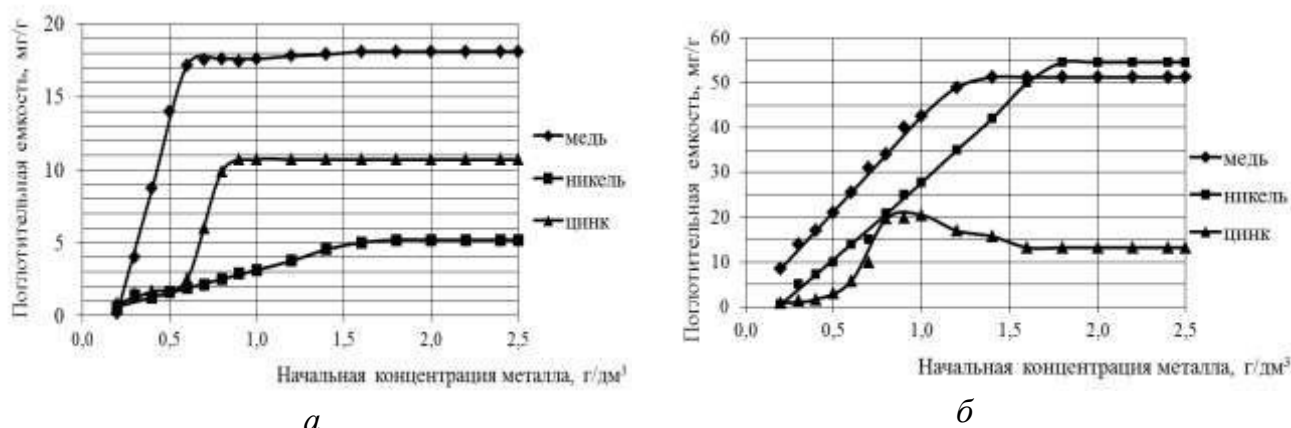 Поглотительная емкость, мг/г
20
15
10
5
0
0,0 0,5 1,0 1,5 2,0 2,5
Начальная концентрация металла, г/дм³
медь
никель
цинк
а
Поглотительная емкость, мг/г
60
50
40
30
20
10
0
0,0 0,5 1,0 1,5 2,0 2,5
Начальная концентрация металла, г/дм³
медь
никель
цинк
б